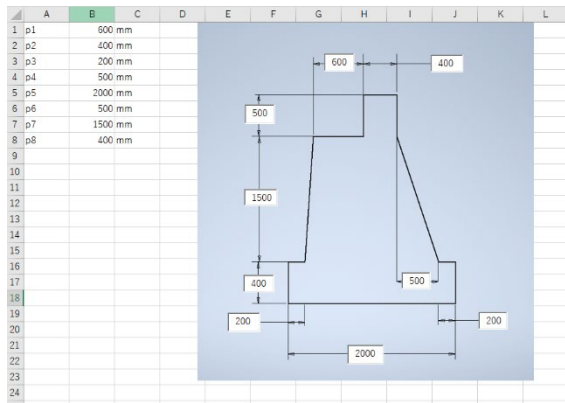 A B C D E F G H I J K L
1 p1 600 mm
2 p2 400 mm
3 p3 200 mm
4 p4 500 mm
5 p5 2000 mm
6 p6 500 mm
7 p7 1500 mm
8 p8 400 mm
9
10
11
12
13
14
15
16
17
18
19
20
21
22
23
24
600 400
500
1500
400 500
200 200
2000